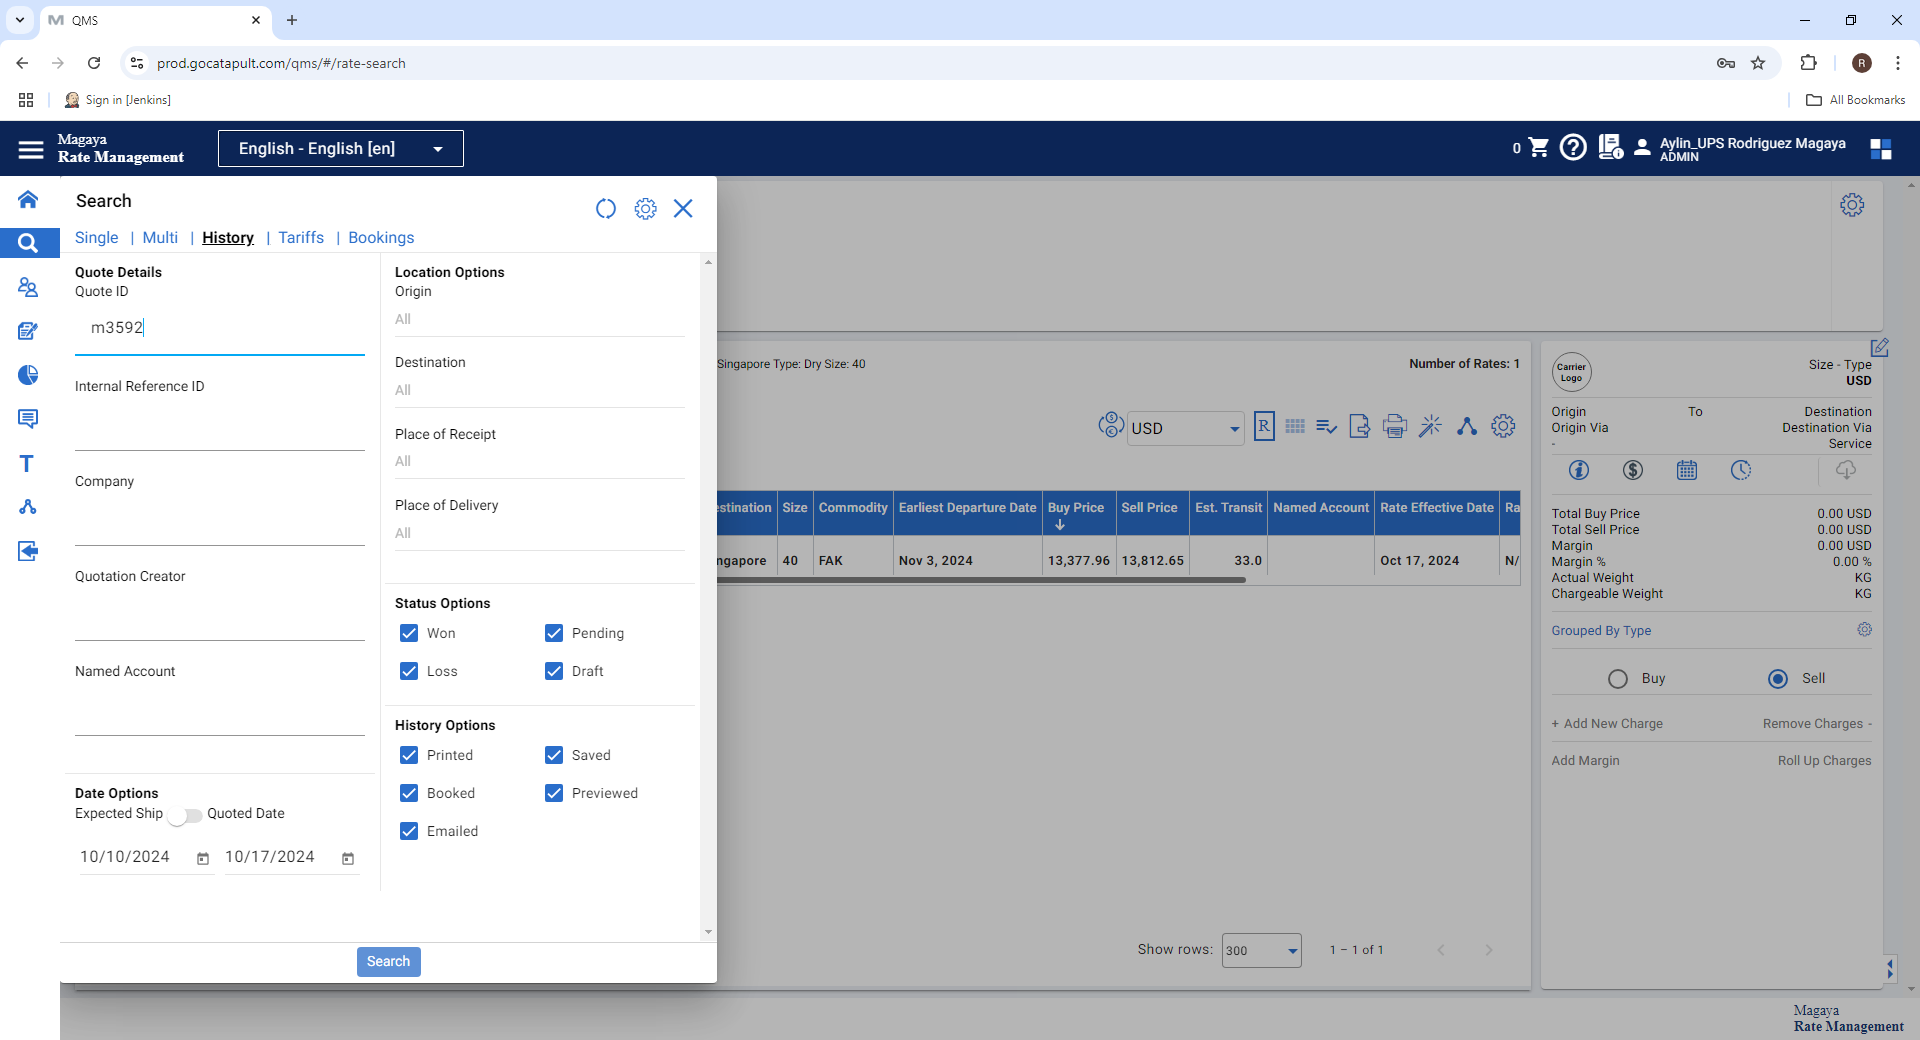 QMS
prod.gocatapult.com/qms/#/rate-search
R
Sign in [Jenkins]
All Bookmarks
Magaya
Rate Management
English - English [en]
0
Aylin_UPS Rodriguez Magaya
ADMIN
Search
Single | Multi | History | Tariffs | Bookings
Quote Details
Quote ID
m3592
Internal Reference ID
Company
Quotation Creator
Named Account
Date Options
Expected Ship
Quoted Date
10/10/2024
10/17/2024
Location Options
Origin
All
Destination
All
Place of Receipt
All
Place of Delivery
All
Status Options
Won
Pending
Loss
Draft
History Options
Printed
Saved
Booked
Previewed
Emailed
Search
Singapore Type: Dry Size: 40
Number of Rates: 1
USD
R
stination Size Commodity Earliest Departure Date Buy Price Sell Price Est. Transit Named Account Rate Effective Date Ra
ngapore 40 FAK Nov 3, 2024 13,377.96 13,812.65 33.0 Oct 17, 2024 N/
Show rows: 300 1 – 1 of 1
Carrier
Logo
Size - Type
USD
Origin To Destination
Origin Via Destination Via
- Service
Total Buy Price 0.00 USD
Total Sell Price 0.00 USD
Margin 0.00 USD
Margin % 0.00 %
Actual Weight KG
Chargeable Weight KG
Grouped By Type
Buy
Sell
+ Add New Charge
Remove Charges -
Add Margin
Roll Up Charges
Magaya
Rate Management